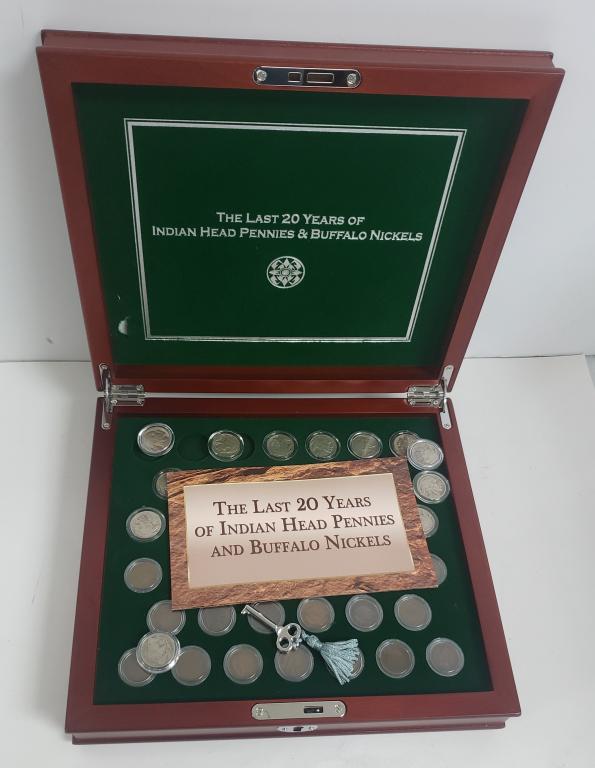 The Last 20 Years of
Indian Head Pennies & Buffalo Nickels
The Last 20 Years
of Indian Head Pennies
and Buffalo Nickels